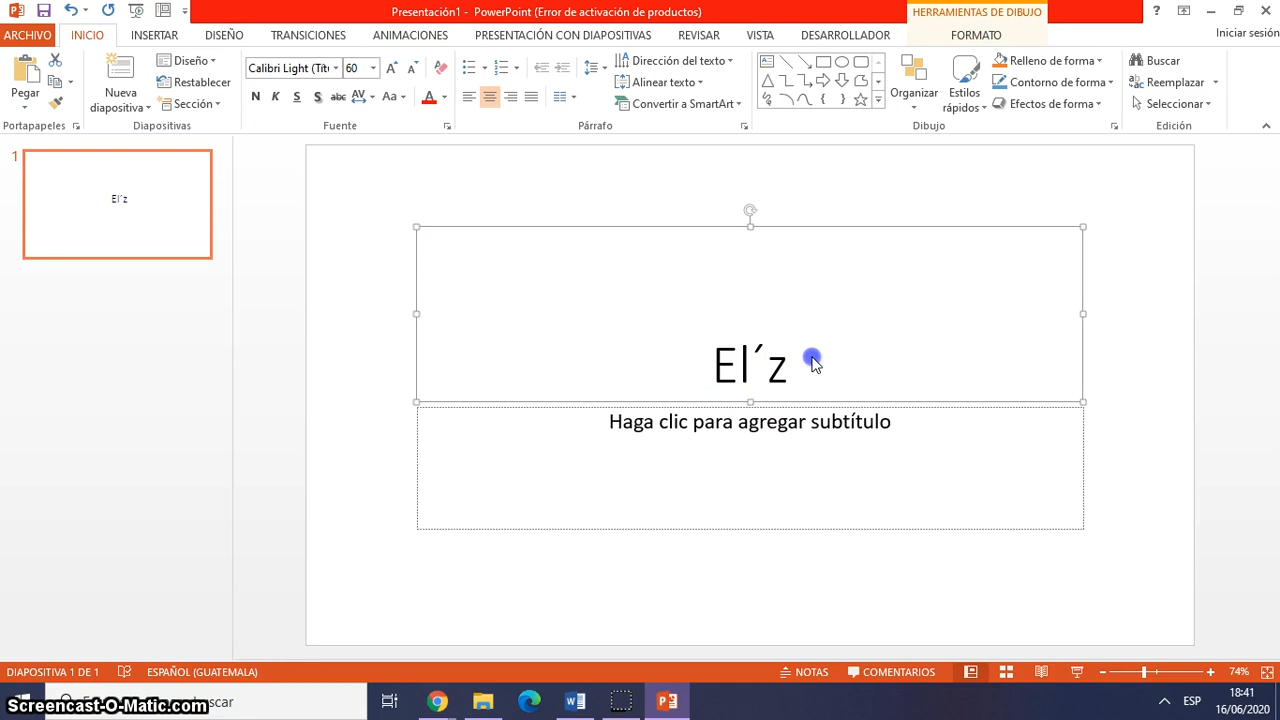 Presentación1 - PowerPoint (Error de activación de productos)
HERRAMIENTAS DE DIBUJO
ARCHIVO INICIO INSERTAR DISEÑO TRANSICIONES ANIMACIONES PRESENTACIÓN CON DIAPOSITIVAS REVISAR VISTA DESARROLLADOR FORMATO
Iniciar sesión
Pegar
Nueva
diapositiva
Diseño
Restablecer
Sección
Calibri Light (Títu
60
N K S S abc AV Aa A
Dirección del texto
Alinear texto
Convertir a SmartArt
Organizar
Estilos
rápidos
Relleno de forma
Contorno de forma
Efectos de forma
Buscar
Reemplazar
Seleccionar
Portapapeles Diapositivas Fuente Párrafo Dibujo Edición
1
El´z
El´z
Haga clic para agregar subtítulo
DIAPOSITIVA 1 DE 1 ESPAÑOL (GUATEMALA) NOTAS COMENTARIOS 74%
Screencast-O-Matic.com
scar
ESP
18:41
16/06/2020